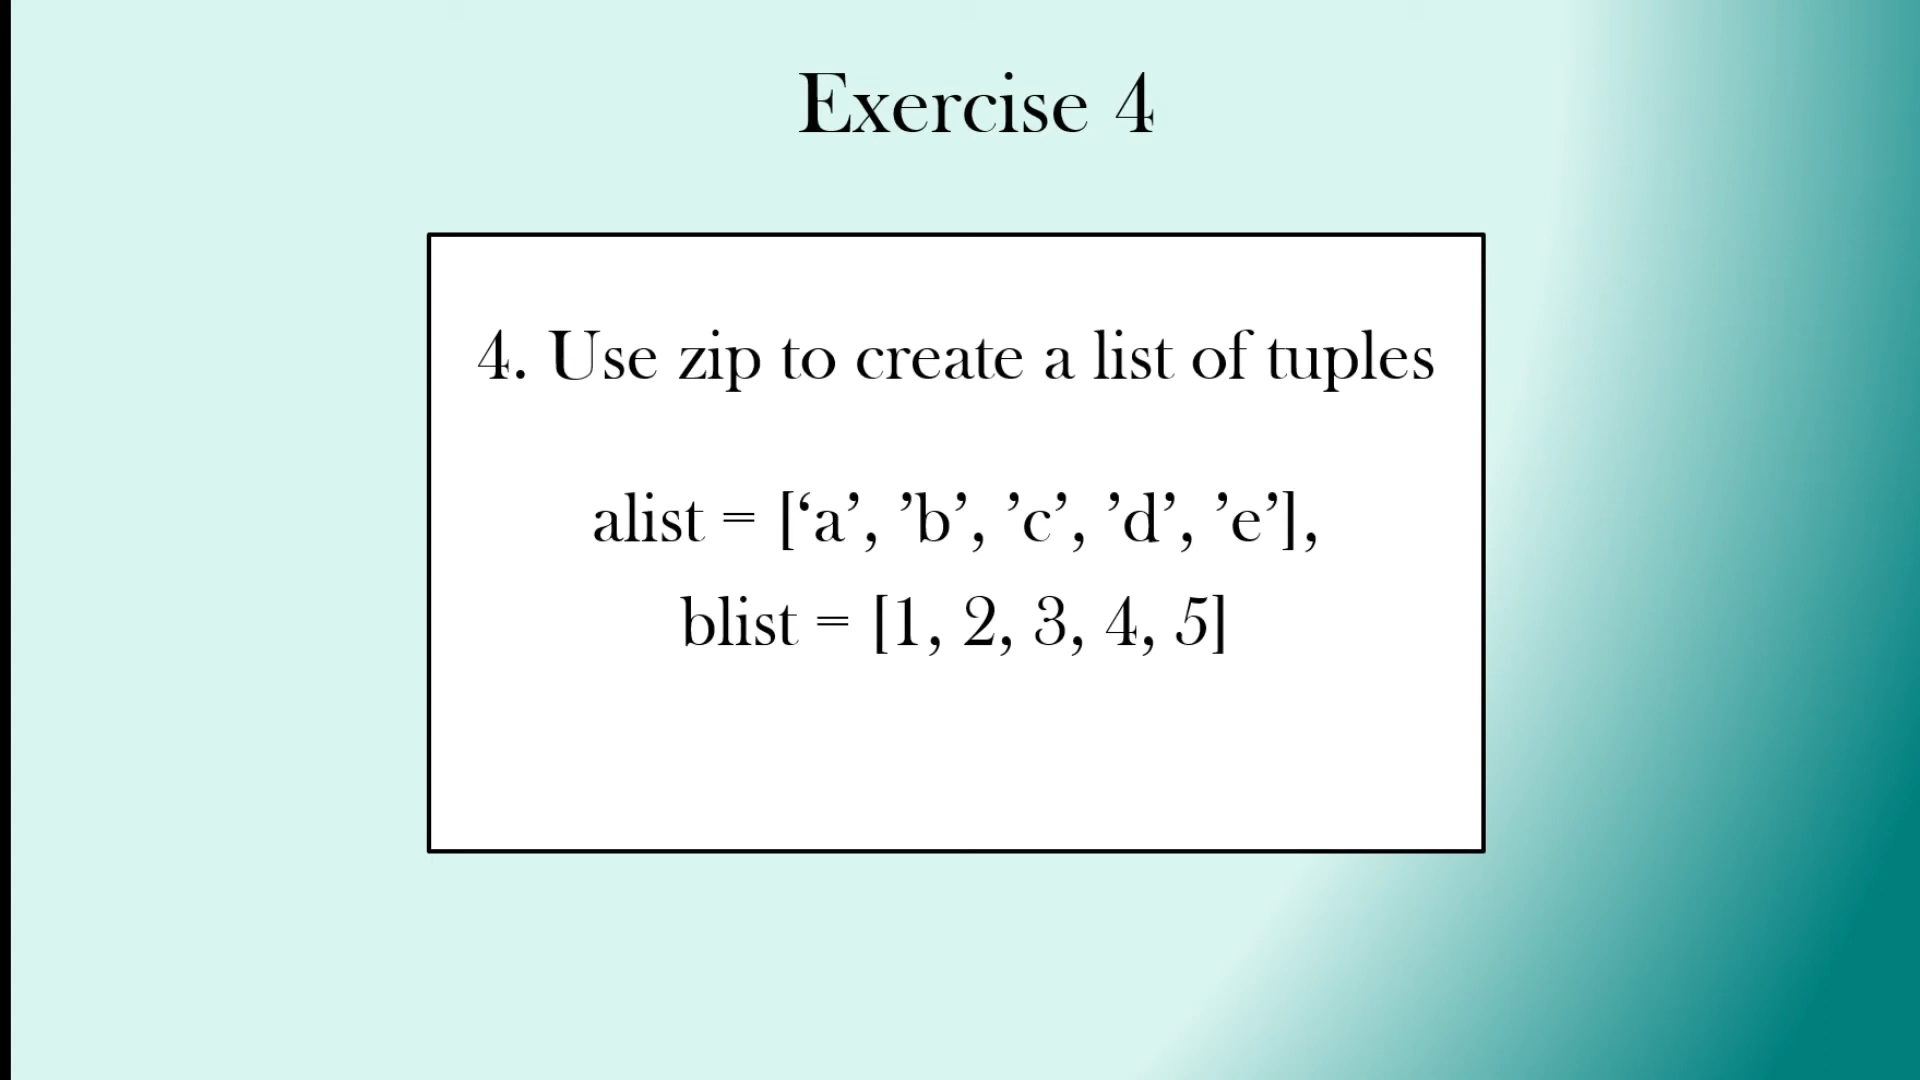 Exercise 4
4. Use zip to create a list of tuples
alist = [‘a’, ’b’, ’c’, ’d’, ’e’],
blist = [1, 2, 3, 4, 5]